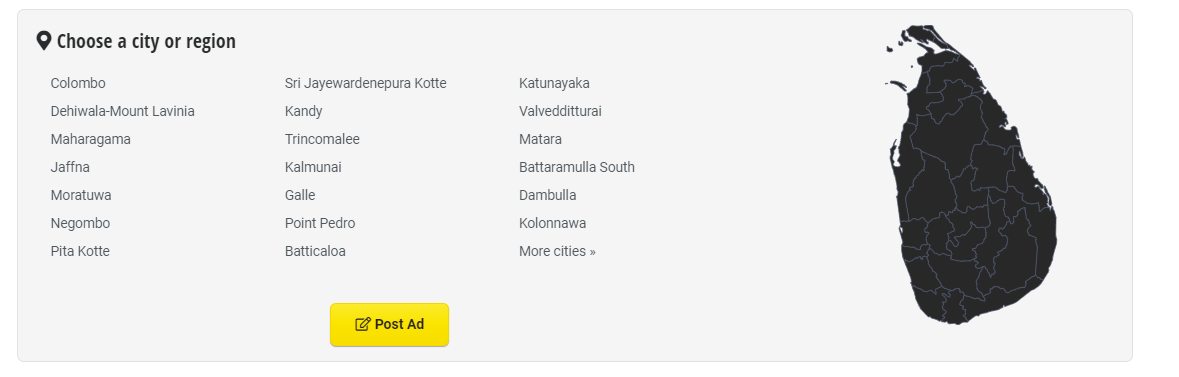 Choose a city or region
Colombo
Sri Jayewardenepura Kotte
Katunayaka
Dehiwala-Mount Lavinia
Kandy
Valvedditturai
Maharagama
Trincomalee
Matara
Jaffna
Kalmunai
Battaramulla South
Moratuwa
Galle
Dambulla
Negombo
Point Pedro
Kolonnawa
Pita Kotte
Batticaloa
More cities »
Post Ad